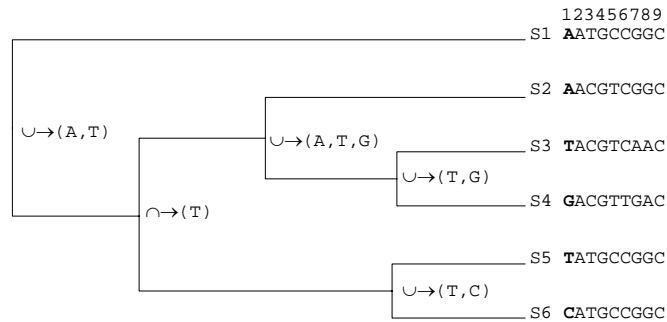 123456789
S1 AATGCCGGC
S2 AACGTCGGC
∪→(A,T)
∪→(A,T,G)
S3 TACGTCAAC
∪→(T,G)
S4 GACGTTGAC
∩→(T)
S5 TATGCCGGC
∪→(T,C)
S6 CATGCCGGC